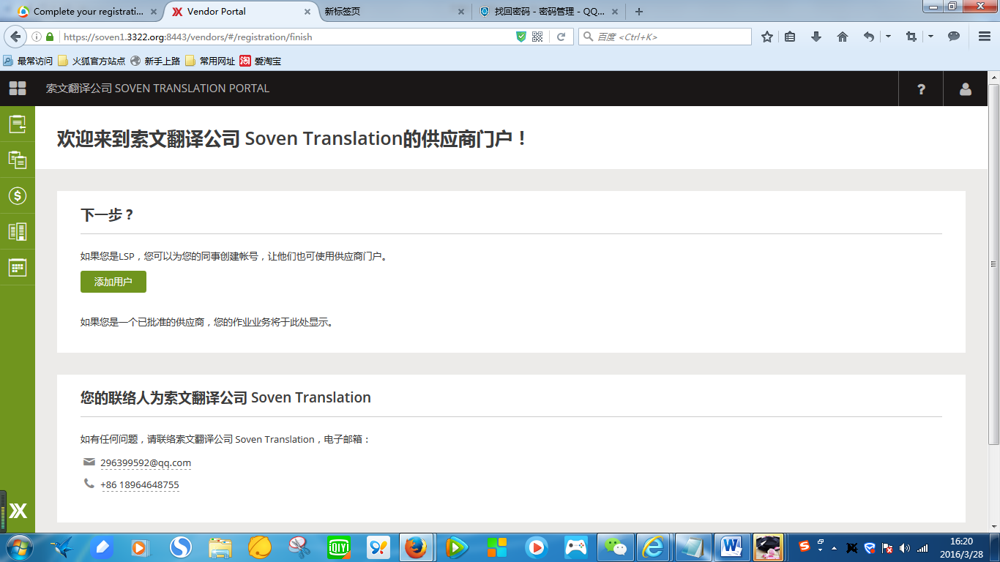 Complete your registrati...
Vendor Portal
新标签页
找回密码 - 密码管理 - QQ...
https://soven1.3322.org:8443/vendors/#/registration/finish
百度 <Ctrl+K>
最常访问
火狐官方站点
新手上路
常用网址
淘
爱淘宝
索文翻译公司 SOVEN TRANSLATION PORTAL
?
欢迎来到索文翻译公司 Soven Translation的供应商门户！
下一步？
如果您是LSP，您可以为您的同事创建帐号，让他们也可使用供应商门户。
添加用户
如果您是一个已批准的供应商，您的作业业务将于此处显示。
您的联络人为索文翻译公司 Soven Translation
如有任何问题，请联络索文翻译公司 Soven Translation，电子邮箱：
296399592@qq.com
+86 18964648755
16:20
2016/3/28